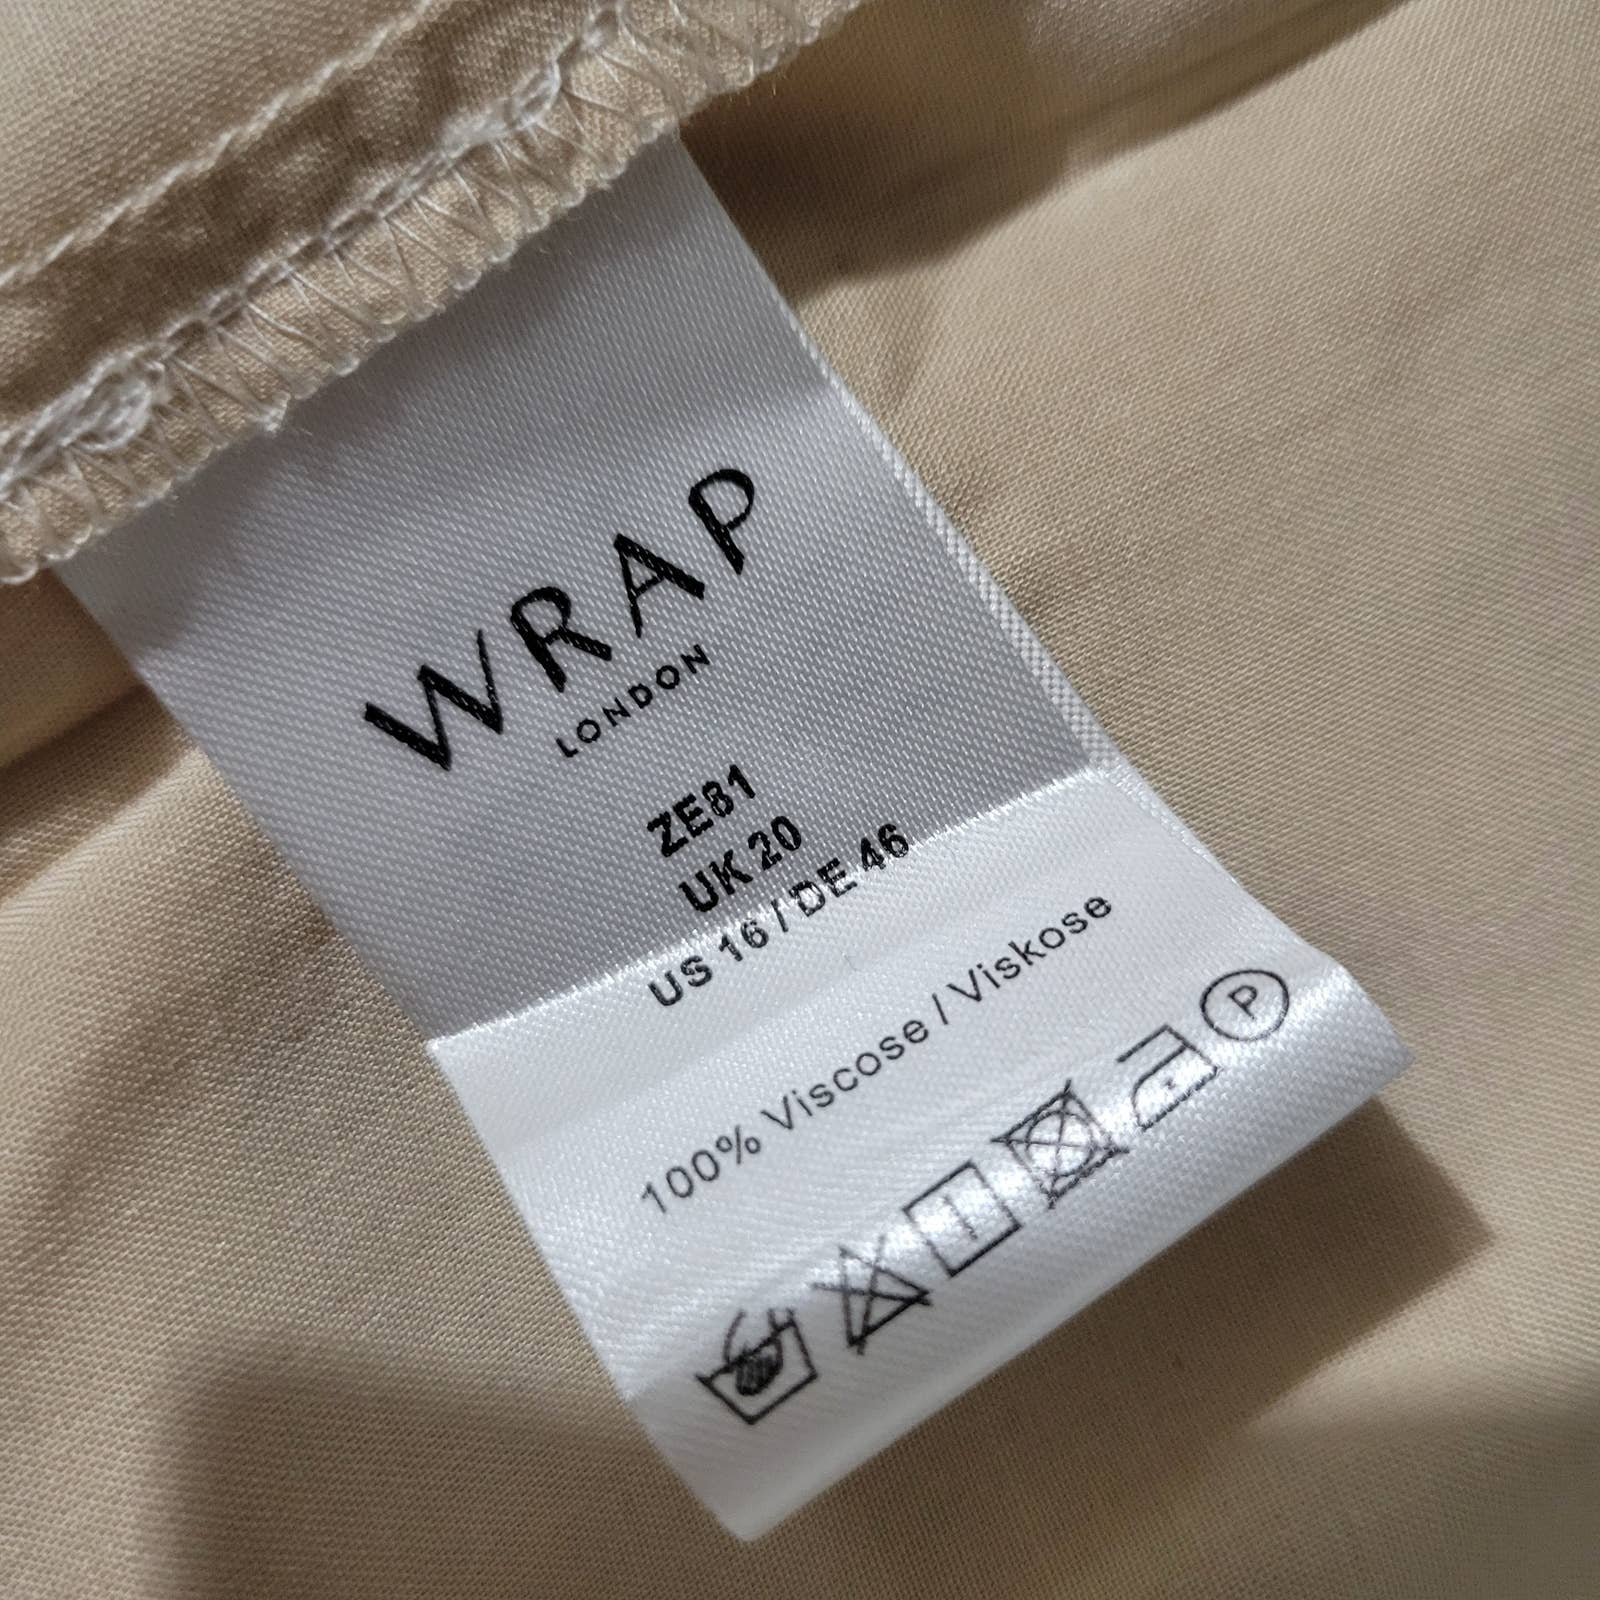 WRAP
LONDON
ZE81
UK 20
US 16 / DE 46
100% Viscose / Viskose
P